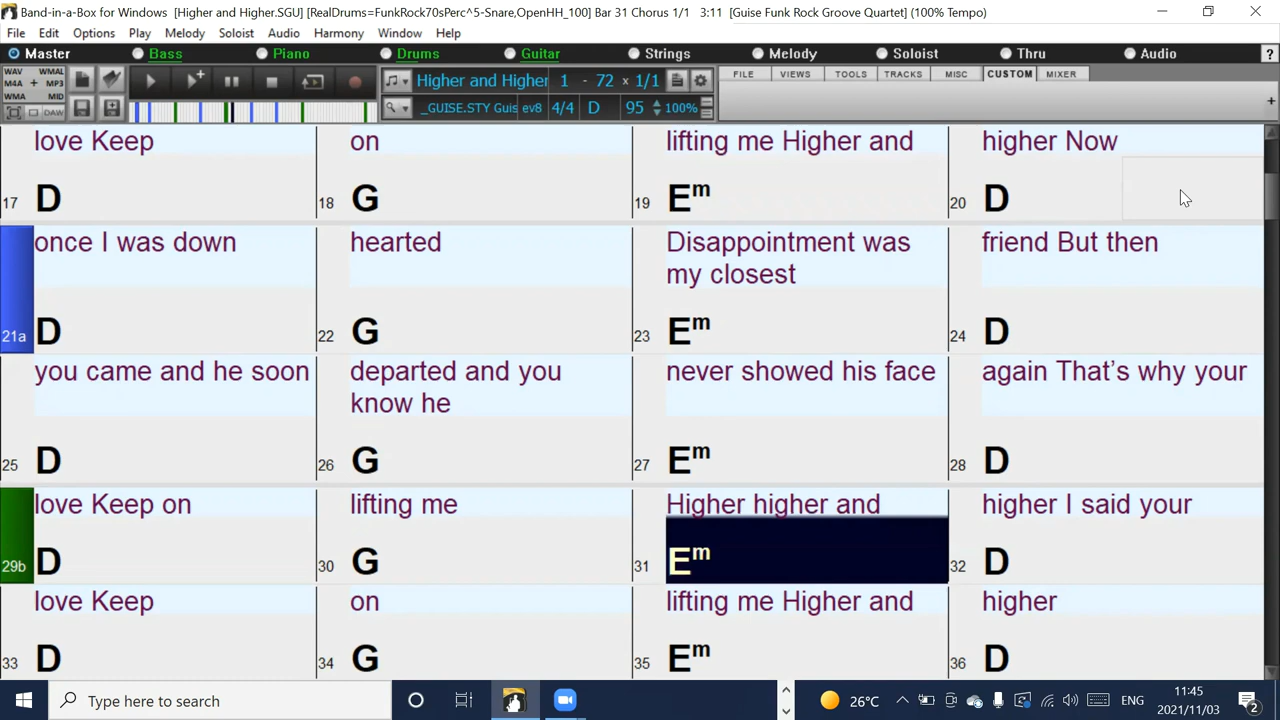 Band-in-a-Box for Windows [Higher and Higher.SGU] [RealDrums=FunkRock70sPerc^5-Snare,OpenHH_100] Bar 31 Chorus 1/1 3:11 [Guise Funk Rock Groove Quartet] (100% Tempo)
File Edit Options Play Melody Soloist Audio Harmony Window Help
Master Bass Piano Drums Guitar Strings Melody Soloist Thru Audio ?
WAV WMAL
M4A + MP3
WMA MID
DAW
Higher and Higher 1 - 72 x 1/1
_GUISE.STY Guis ev8 4/4 D 95 100%
FILE VIEWS TOOLS TRACKS MISC CUSTOM MIXER
+
love Keep on lifting me Higher and higher Now
17 D 18 G 19 Em 20 D
once I was down hearted Disappointment was friend But then
my closest
21a D 22 G 23 Em 24 D
you came and he soon departed and you never showed his face again That's why your
know he
25 D 26 G 27 Em 28 D
love Keep on lifting me Higher higher and higher I said your
29b D 30 G 31 Em 32 D
love Keep on lifting me Higher and higher
33 D 34 G 35 Em 36 D
Type here to search
26°C ENG
11:45
2021/11/03
2